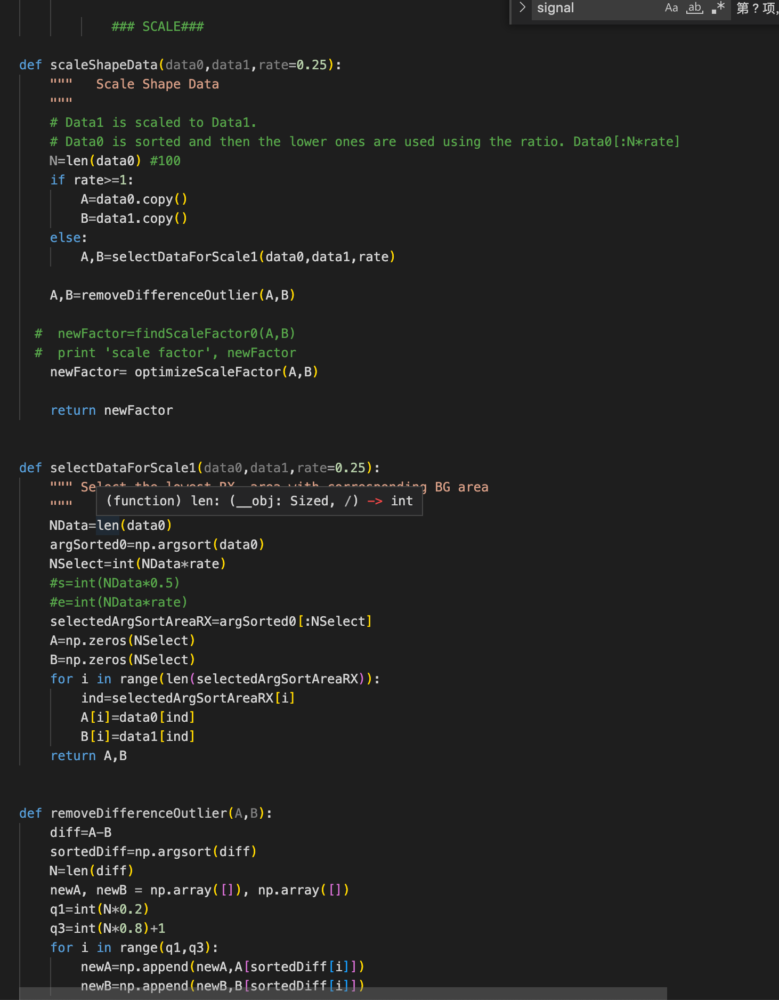 signal Aa ab * 第 ? 项,
### SCALE###
def scaleShapeData(data0,data1,rate=0.25):
"""   Scale Shape Data
"""
# Data1 is scaled to Data1.
# Data0 is sorted and then the lower ones are used using the ratio. Data0[:N*rate]
N=len(data0) #100
if rate>=1:
A=data0.copy()
B=data1.copy()
else:
A,B=selectDataForScale1(data0,data1,rate)
A,B=removeDifferenceOutlier(A,B)
#  newFactor=findScaleFactor0(A,B)
#  print 'scale factor', newFactor
newFactor= optimizeScaleFactor(A,B)
return newFactor
def selectDataForScale1(data0,data1,rate=0.25):
""" Select the lowest RX  area with corresponding BG area
"""
(function) len: (__obj: Sized, /) -> int
NData=len(data0)
argSorted0=np.argsort(data0)
NSelect=int(NData*rate)
#s=int(NData*0.5)
#e=int(NData*rate)
selectedArgSortAreaRX=argSorted0[:NSelect]
A=np.zeros(NSelect)
B=np.zeros(NSelect)
for i in range(len(selectedArgSortAreaRX)):
ind=selectedArgSortAreaRX[i]
A[i]=data0[ind]
B[i]=data1[ind]
return A,B
def removeDifferenceOutlier(A,B):
diff=A-B
sortedDiff=np.argsort(diff)
N=len(diff)
newA, newB = np.array([]), np.array([])
q1=int(N*0.2)
q3=int(N*0.8)+1
for i in range(q1,q3):
newA=np.append(newA,A[sortedDiff[i]])
newB=np.append(newB,B[sortedDiff[i]])